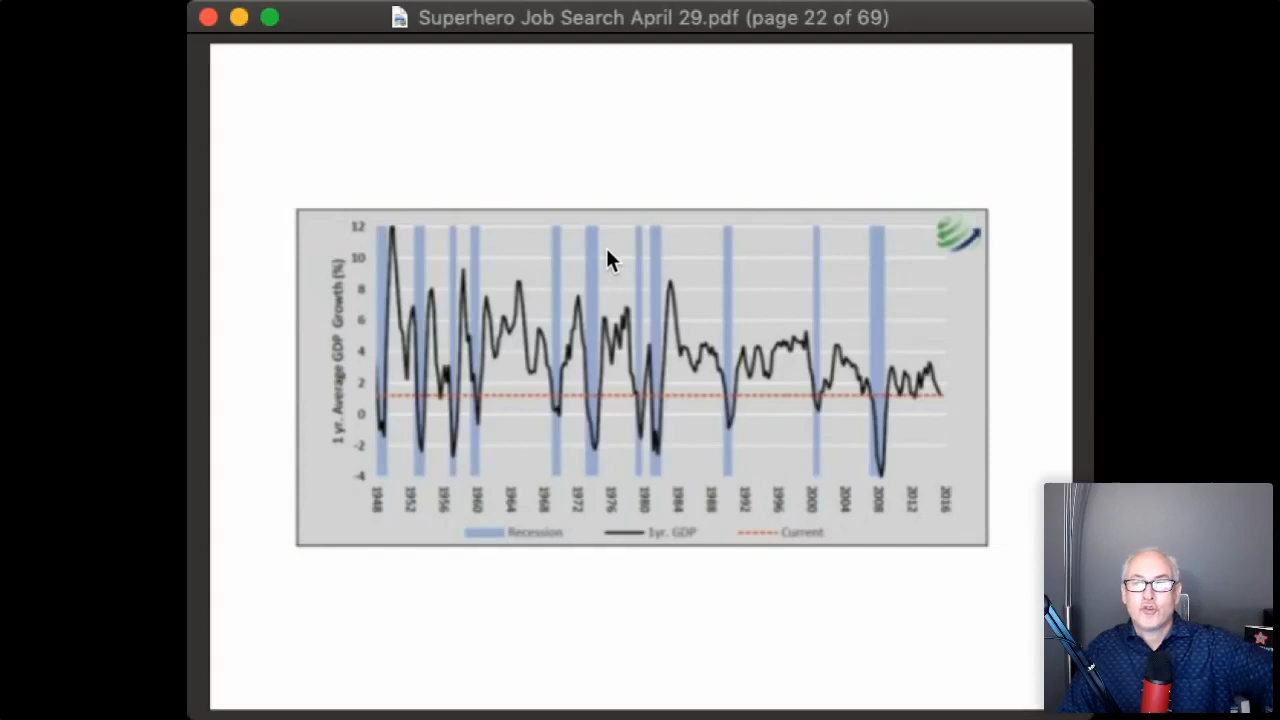 Superhero Job Search April 29.pdf (page 22 of 69)
1 yr. Average GDP Growth (%)
12
10
8
6
4
2
0
-2
-4
1948 1952 1956 1960 1964 1968 1972 1976 1980 1984 1988 1992 1996 2000 2004 2008 2012 2016
Recession 1yr. GDP Current